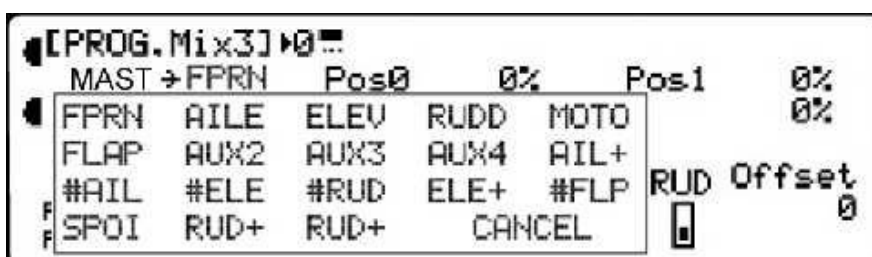 [PROG.Mix3]▸0
MAST→FPRN Pos0 0% Pos1 0%
0%
FPRN AILE ELEV RUDD MOTO
FLAP AUX2 AUX3 AUX4 AIL+
#AIL #ELE #RUD ELE+ #FLP
SPOI RUD+ RUD+ CANCEL
RUD Offset
0